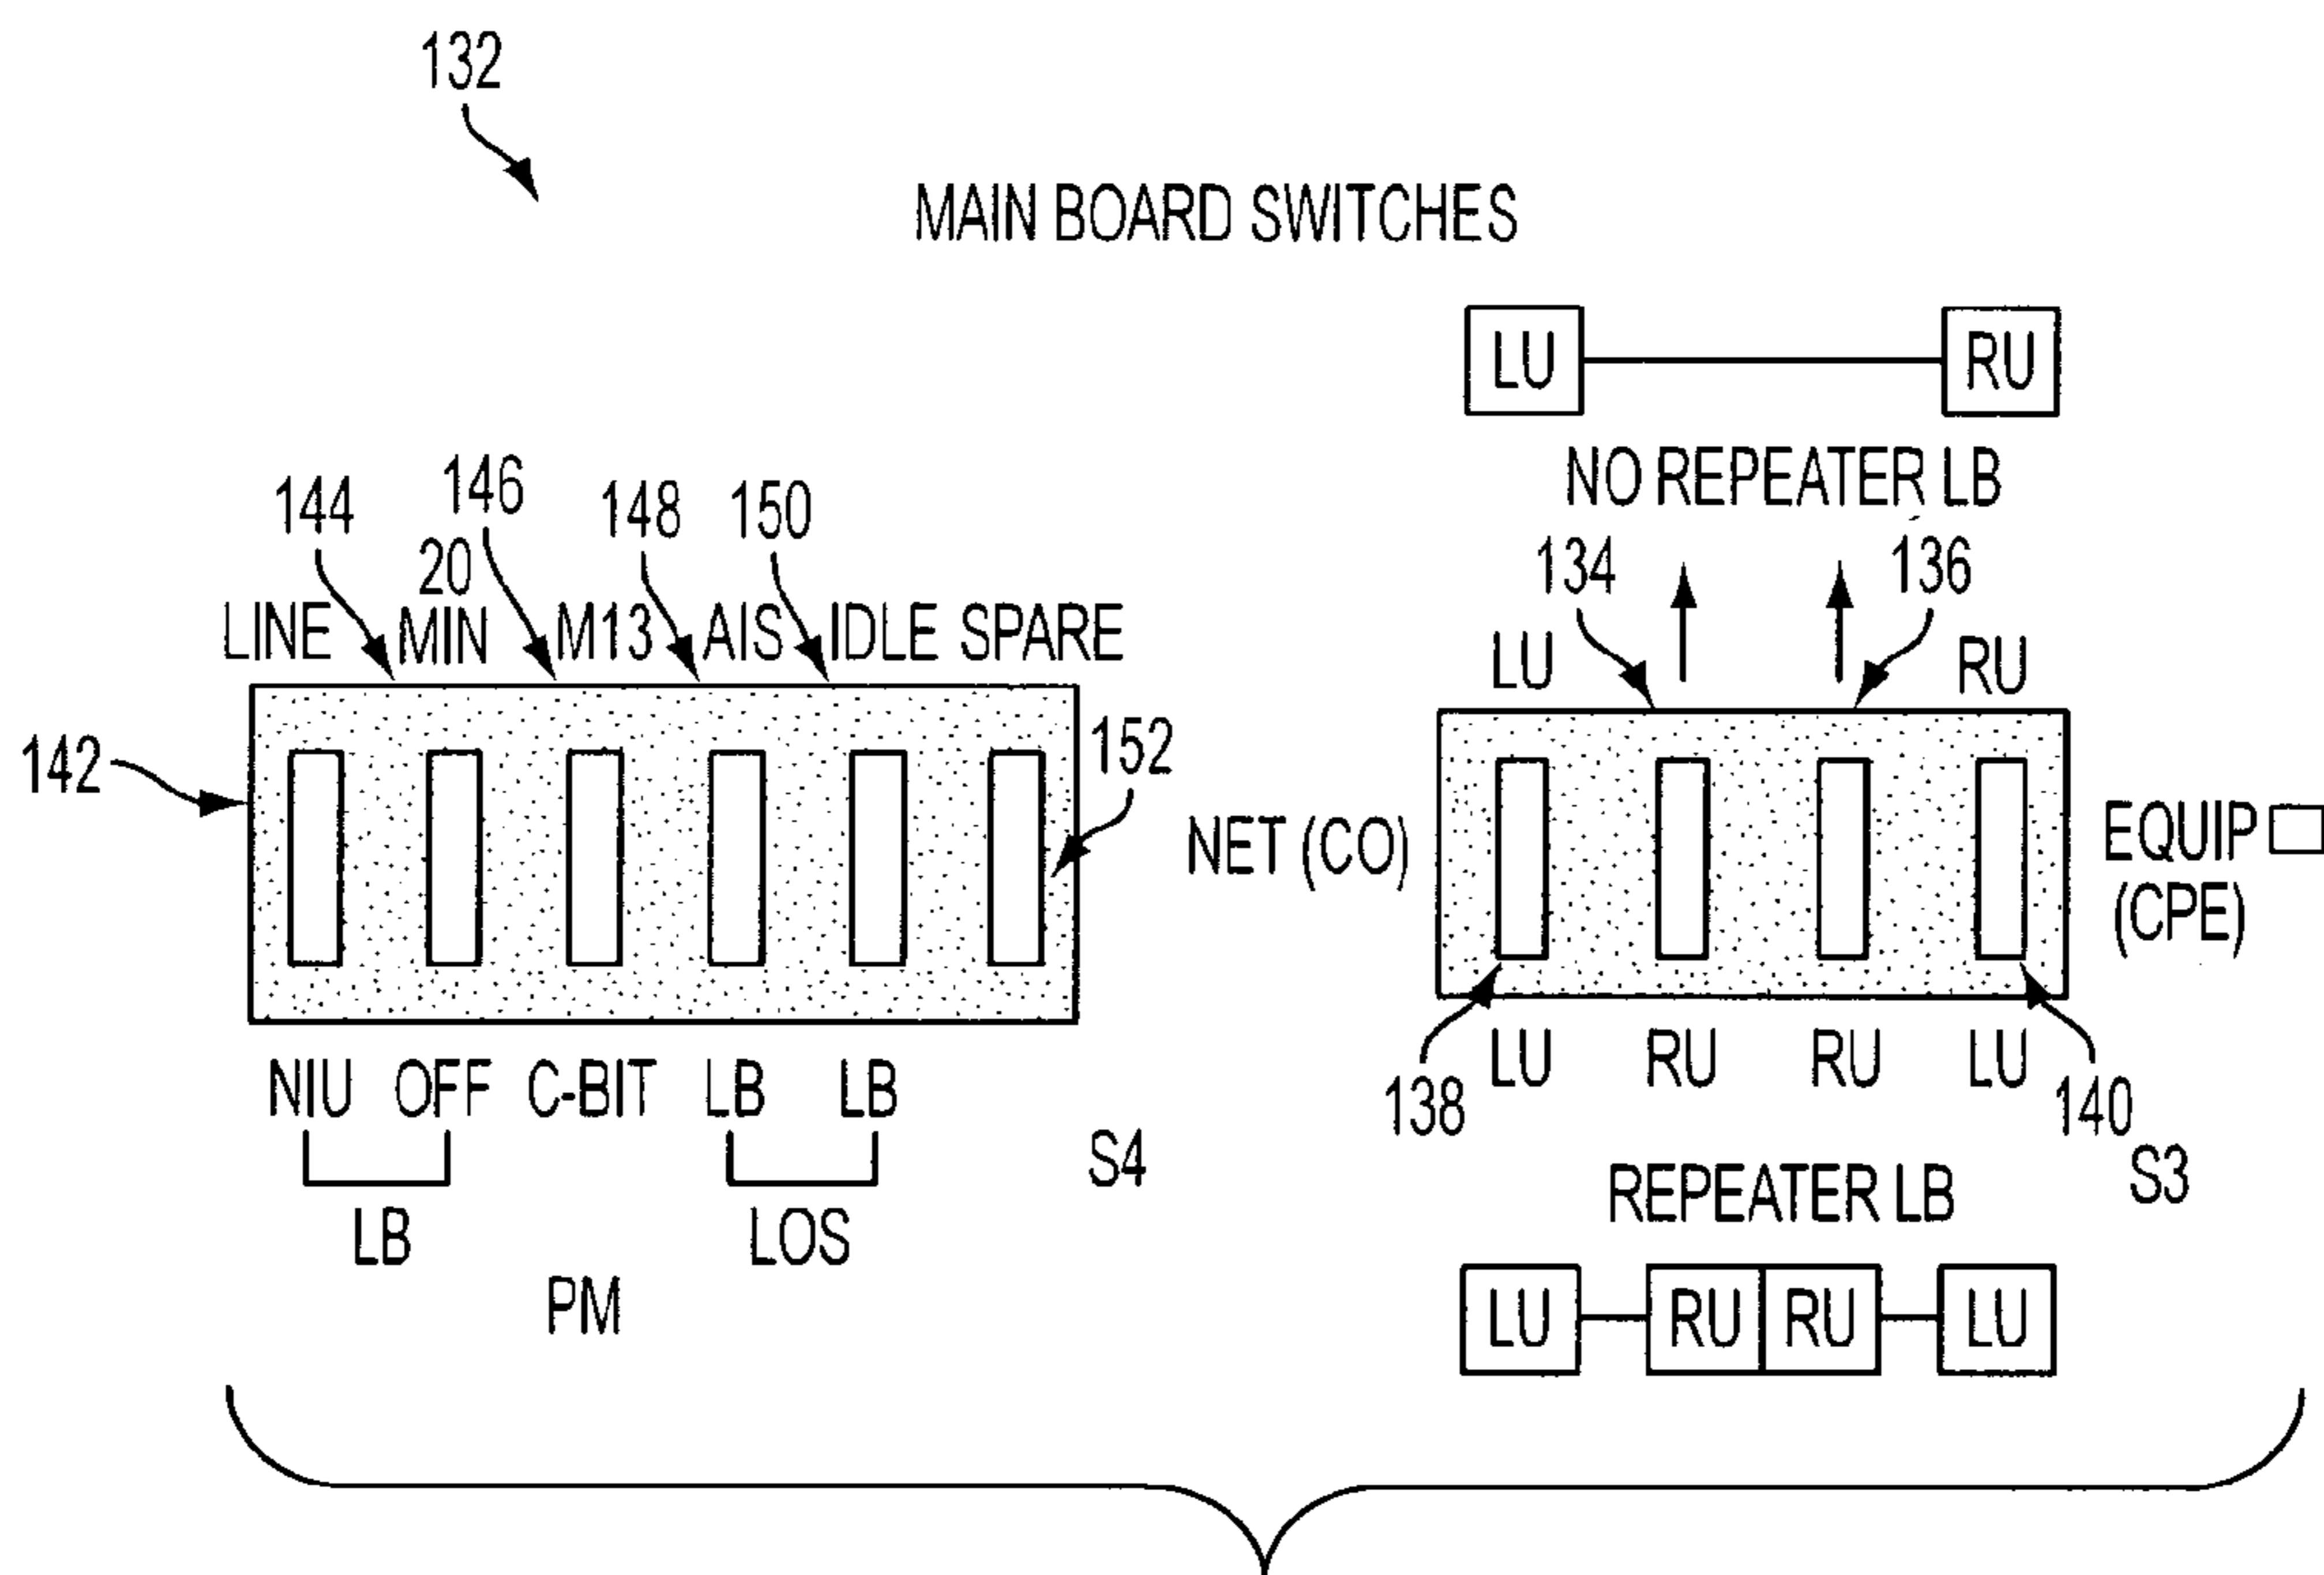 132
MAIN BOARD SWITCHES
LU RU
NO REPEATER LB
144 146 148 150
134 136
20
LINE MIN M13 AIS IDLE SPARE
LU RU
142
152
NET (CO)
EQUIP
(CPE)
NIU OFF C-BIT LB LB
138 LU RU RU LU 140
LB LOS
S4
S3
PM
REPEATER LB
LU RU RU LU